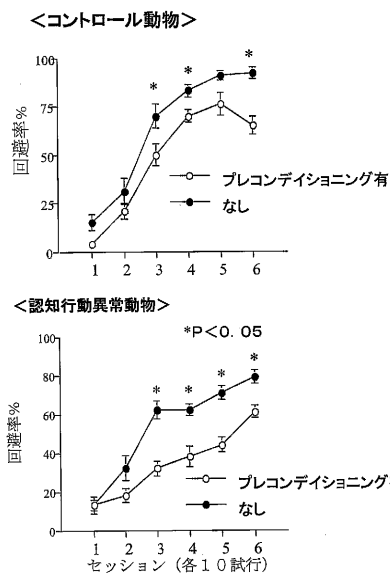 ＜コントロール動物＞
回避率%
100
75
50
25
0
*
*
*
プレコンデイショニング有
なし
1 2 3 4 5 6
＜認知行動異常動物＞
*P＜0.05
回避率%
100
80
60
40
20
0
*
*
*
*
プレコンデイショニング
なし
1 2 3 4 5 6
セッション（各１０試行）